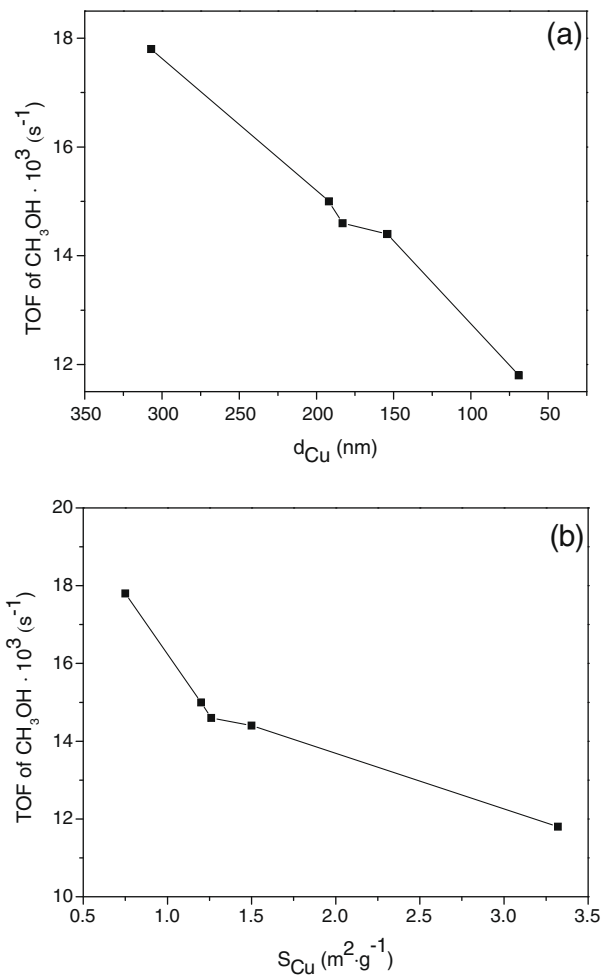 (a)
TOF of CH₃OH · 10³ (s⁻¹)
18
16
14
12
350 300 250 200 150 100 50
dCu (nm)
(b)
TOF of CH₃OH · 10³ (s⁻¹)
20
18
16
14
12
10
0.5 1.0 1.5 2.0 2.5 3.0 3.5
SCu (m²·g⁻¹)